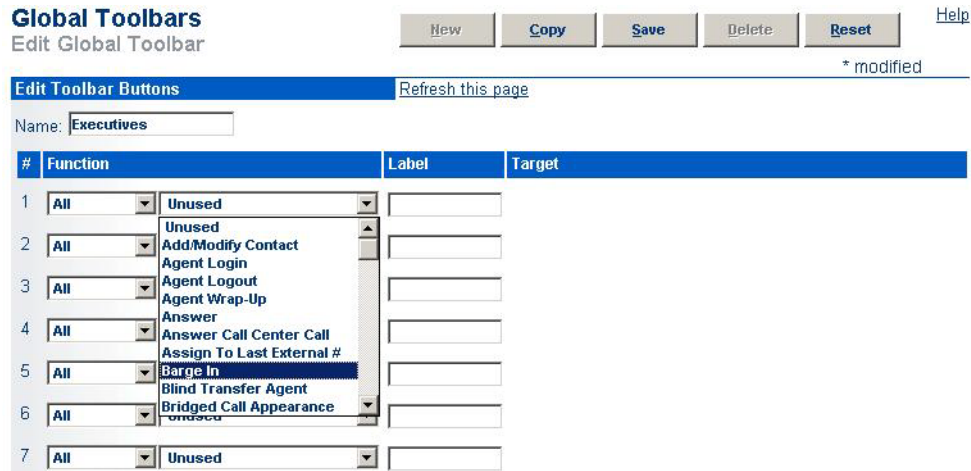 Global Toolbars
Edit Global Toolbar
New Copy Save Delete Reset Help
* modified
Edit Toolbar Buttons Refresh this page
Name: Executives
# Function Label Target
1 All Unused
Unused
Add/Modify Contact
2 All
Agent Login
Agent Logout
3 All
Agent Wrap-Up
Answer
4 All
Answer Call Center Call
Assign To Last External #
5 All
Barge In
Blind Transfer Agent
Bridged Call Appearance
6 All Unused
7 All Unused